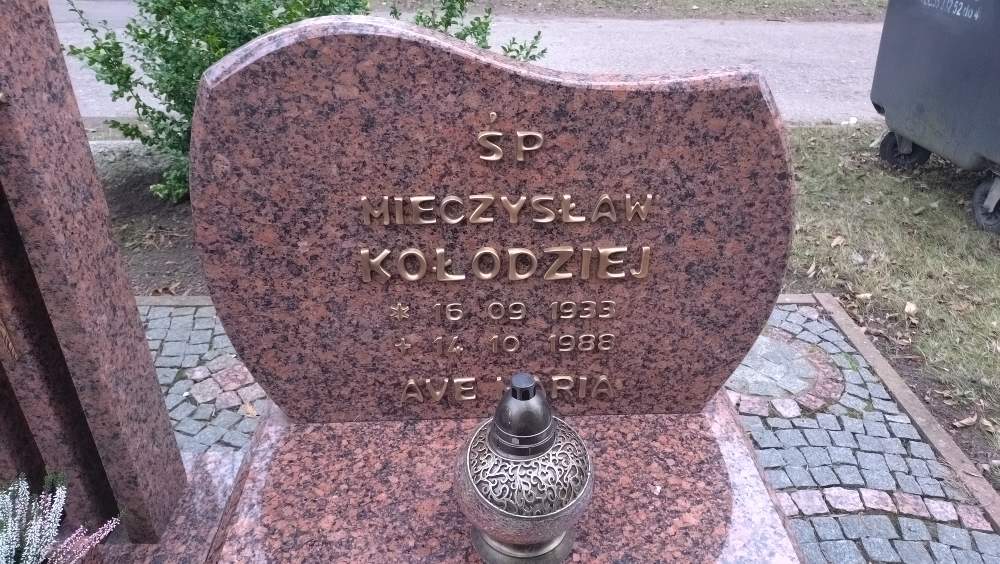 ŚP
MIECZYSŁAW
KOŁODZIEJ
* 16 09 1933
+ 14 10 1988
AVE MARIA